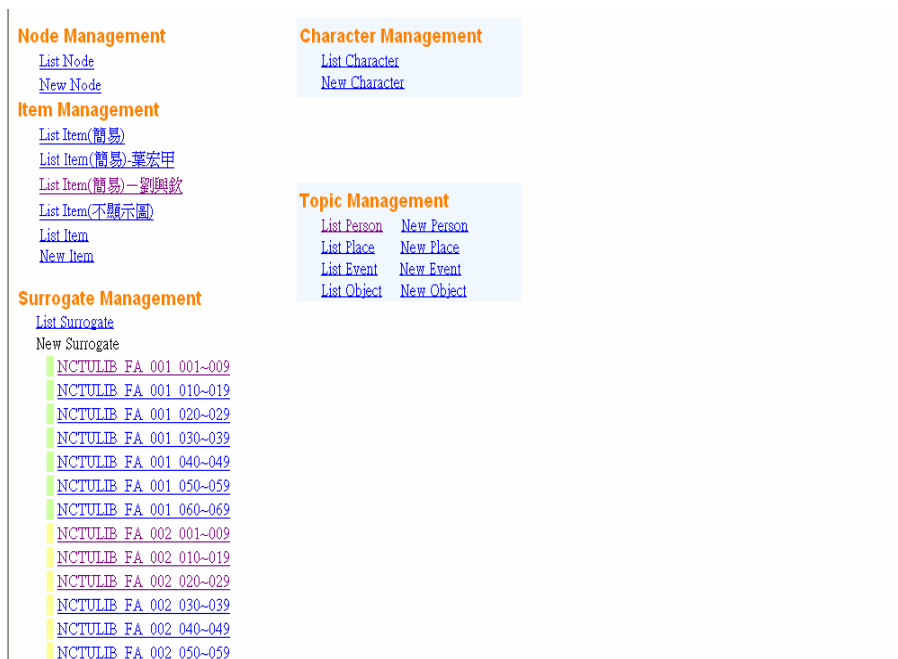 Node Management
List Node
New Node
Item Management
List Item(簡易)
List Item(簡易)-葉宏甲
List Item(簡易)－劉興欽
List Item(不顯示圖)
List Item
New Item
Surrogate Management
List Surrogate
New Surrogate
NCTULIB FA 001 001~009
NCTULIB FA 001 010~019
NCTULIB FA 001 020~029
NCTULIB FA 001 030~039
NCTULIB FA 001 040~049
NCTULIB FA 001 050~059
NCTULIB FA 001 060~069
NCTULIB FA 002 001~009
NCTULIB FA 002 010~019
NCTULIB FA 002 020~029
NCTULIB FA 002 030~039
NCTULIB FA 002 040~049
NCTULIB FA 002 050~059
Character Management
List Character
New Character
Topic Management
List Person New Person
List Place New Place
List Event New Event
List Object New Object